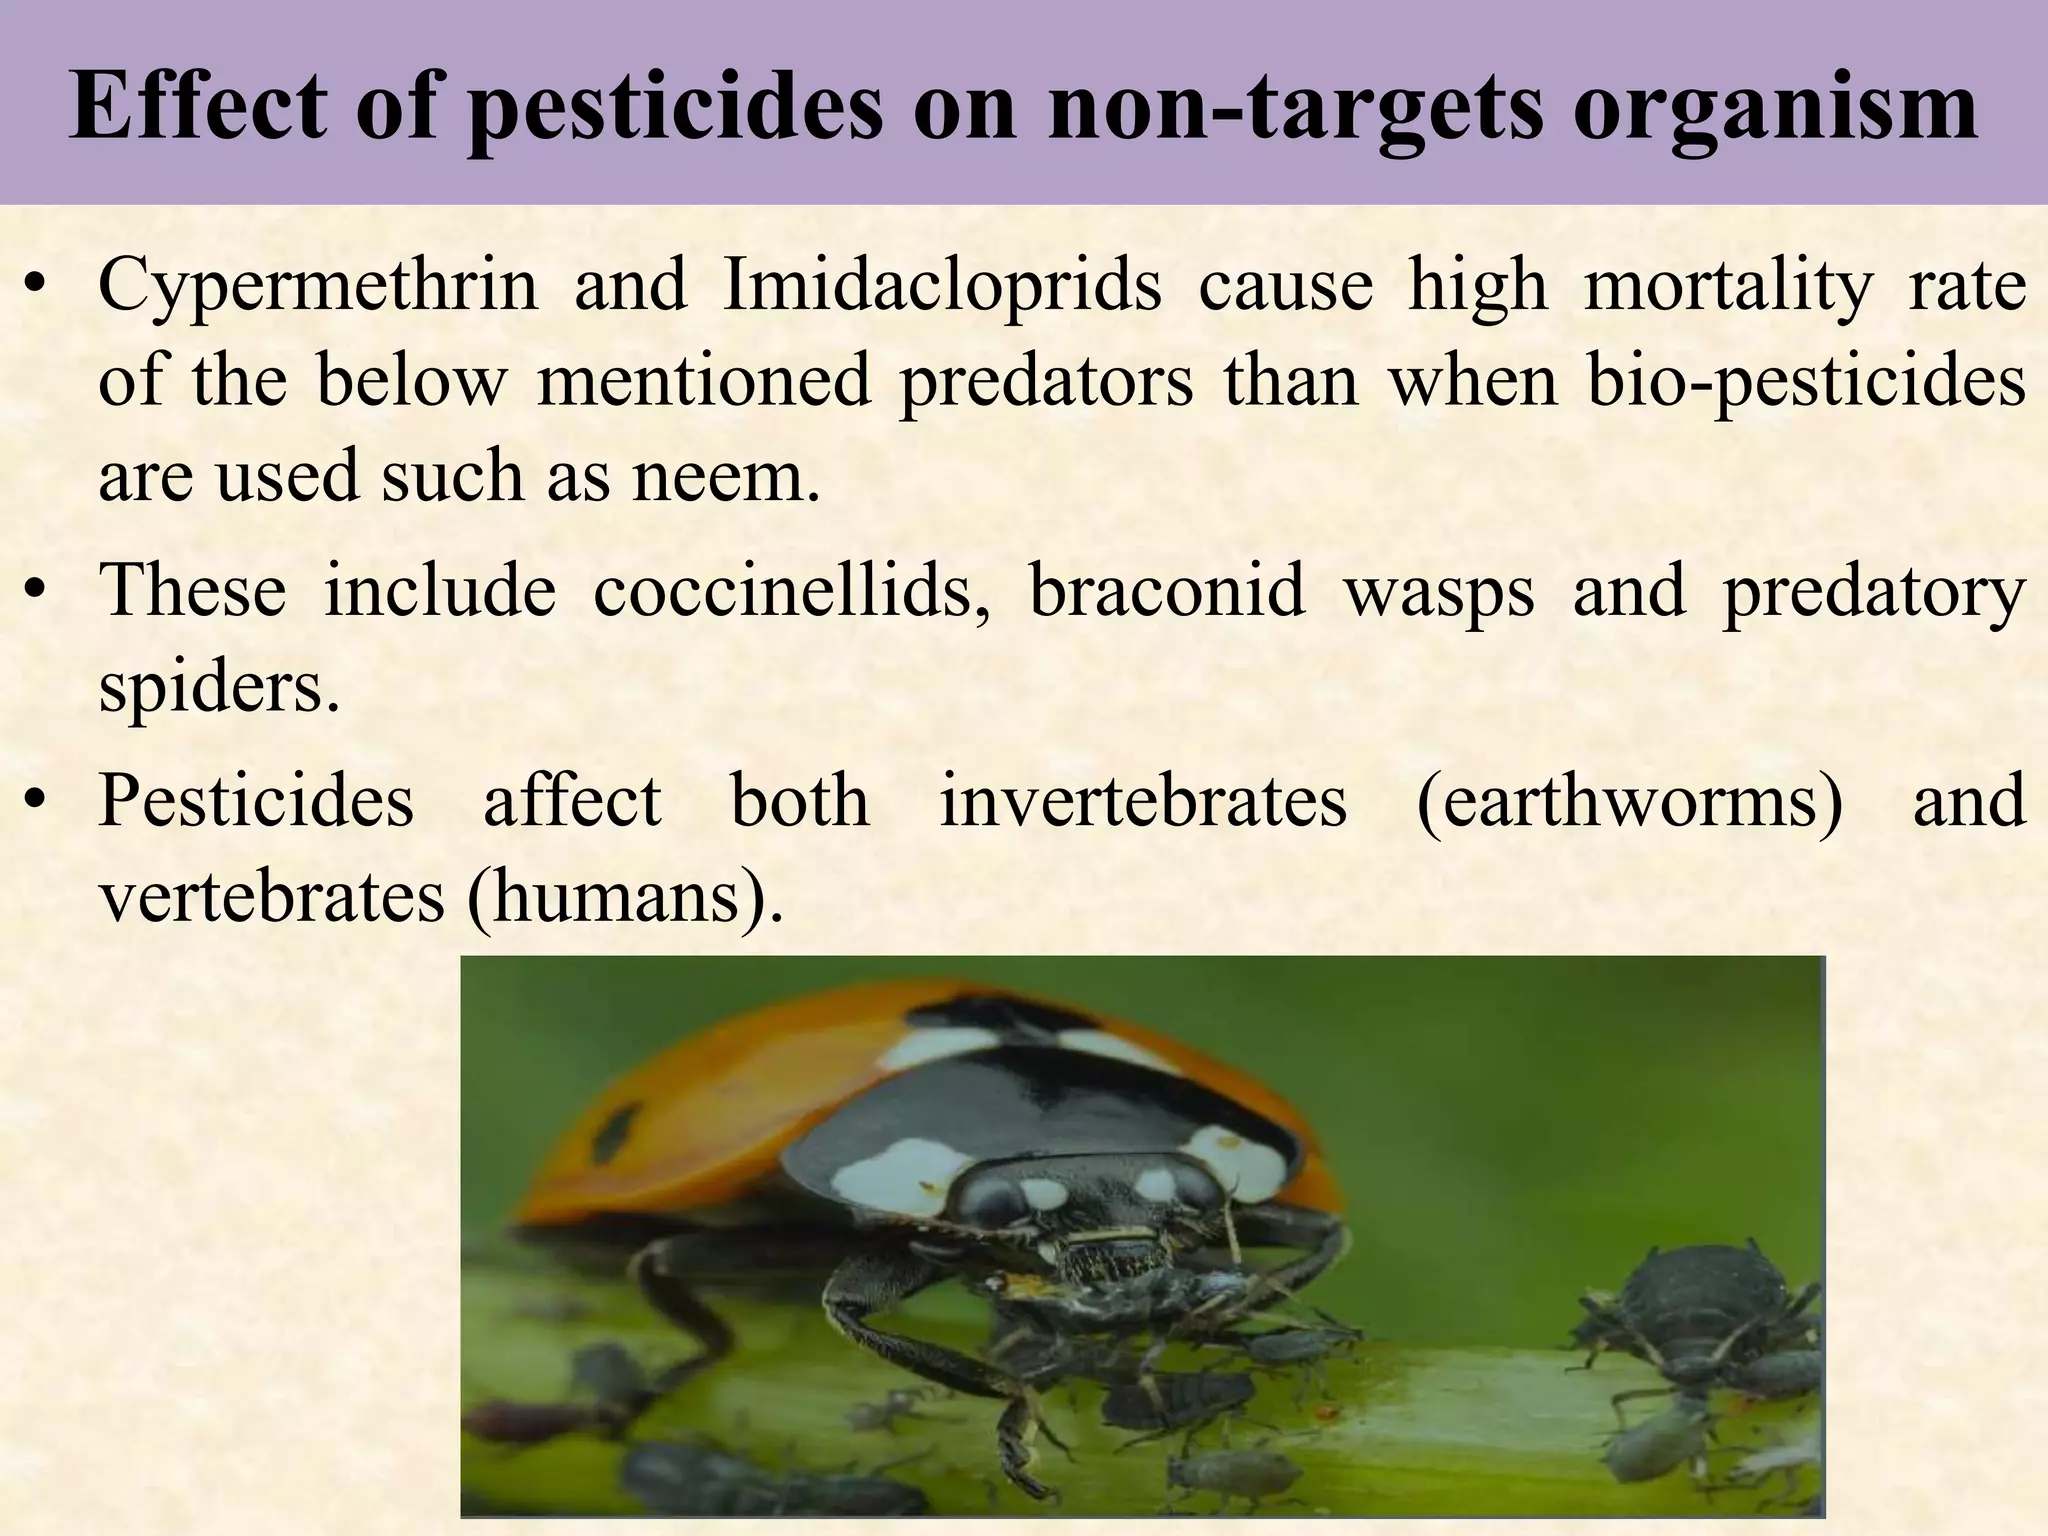 Effect of pesticides on non-targets organism
• Cypermethrin and Imidacloprids cause high mortality rate
of the below mentioned predators than when bio-pesticides
are used such as neem.
• These include coccinellids, braconid wasps and predatory
spiders.
• Pesticides affect both invertebrates (earthworms) and
vertebrates (humans).